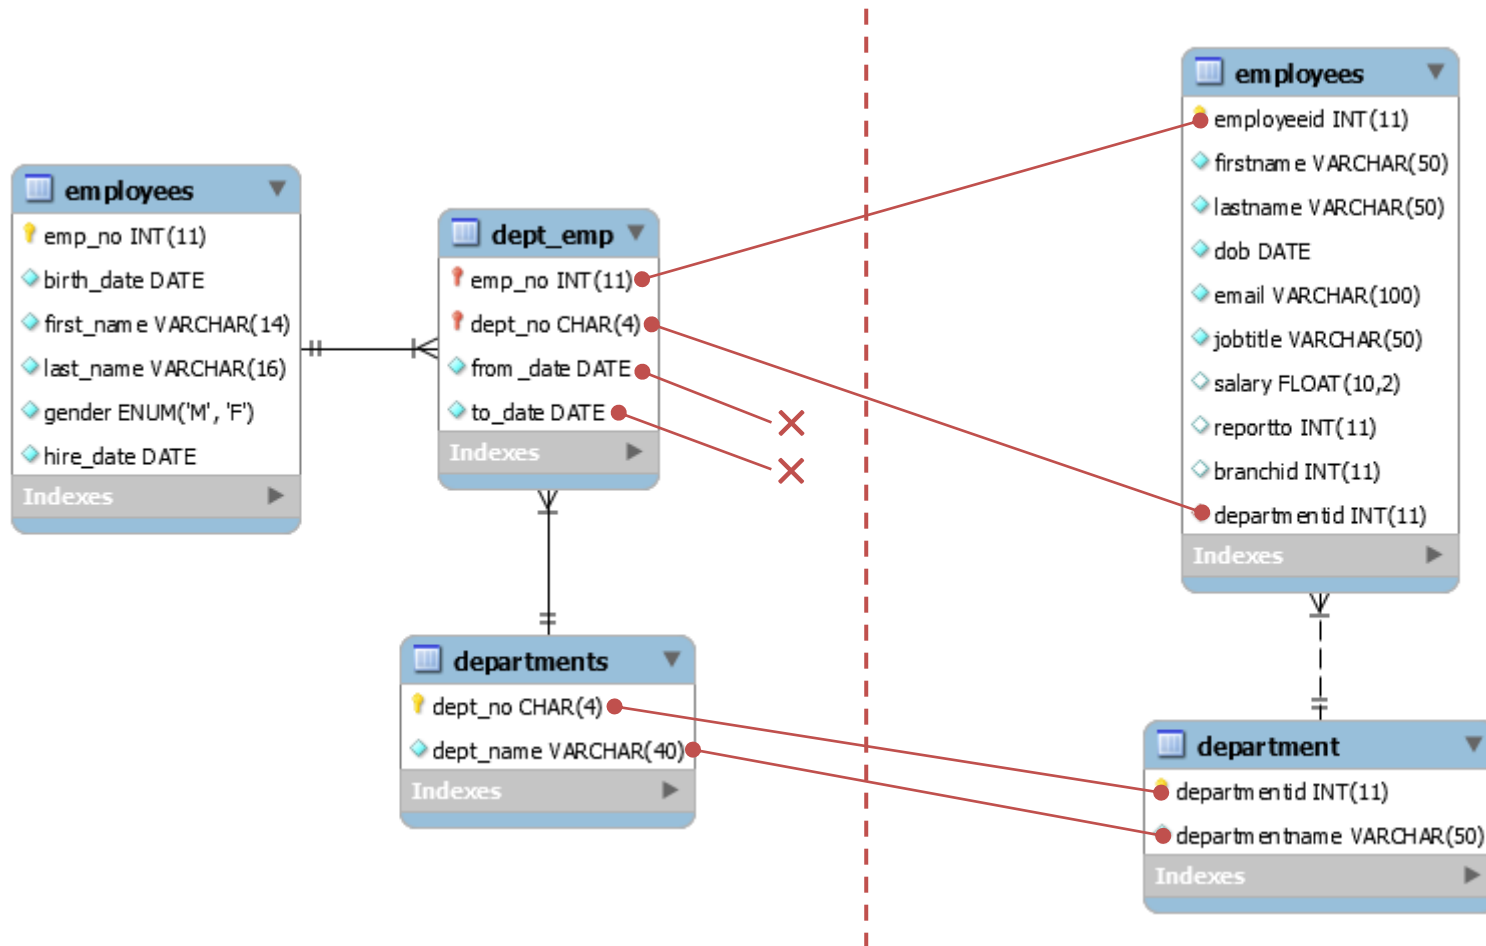 employees
emp_no INT(11)
birth_date DATE
first_name VARCHAR(14)
last_name VARCHAR(16)
gender ENUM('M', 'F')
hire_date DATE
Indexes
dept_emp
emp_no INT(11)
dept_no CHAR(4)
from_date DATE
to_date DATE
Indexes
departments
dept_no CHAR(4)
dept_name VARCHAR(40)
Indexes
employees
employeeid INT(11)
firstname VARCHAR(50)
lastname VARCHAR(50)
dob DATE
email VARCHAR(100)
jobtitle VARCHAR(50)
salary FLOAT(10,2)
reportto INT(11)
branchid INT(11)
departmentid INT(11)
Indexes
department
departmentid INT(11)
departmentname VARCHAR(50)
Indexes